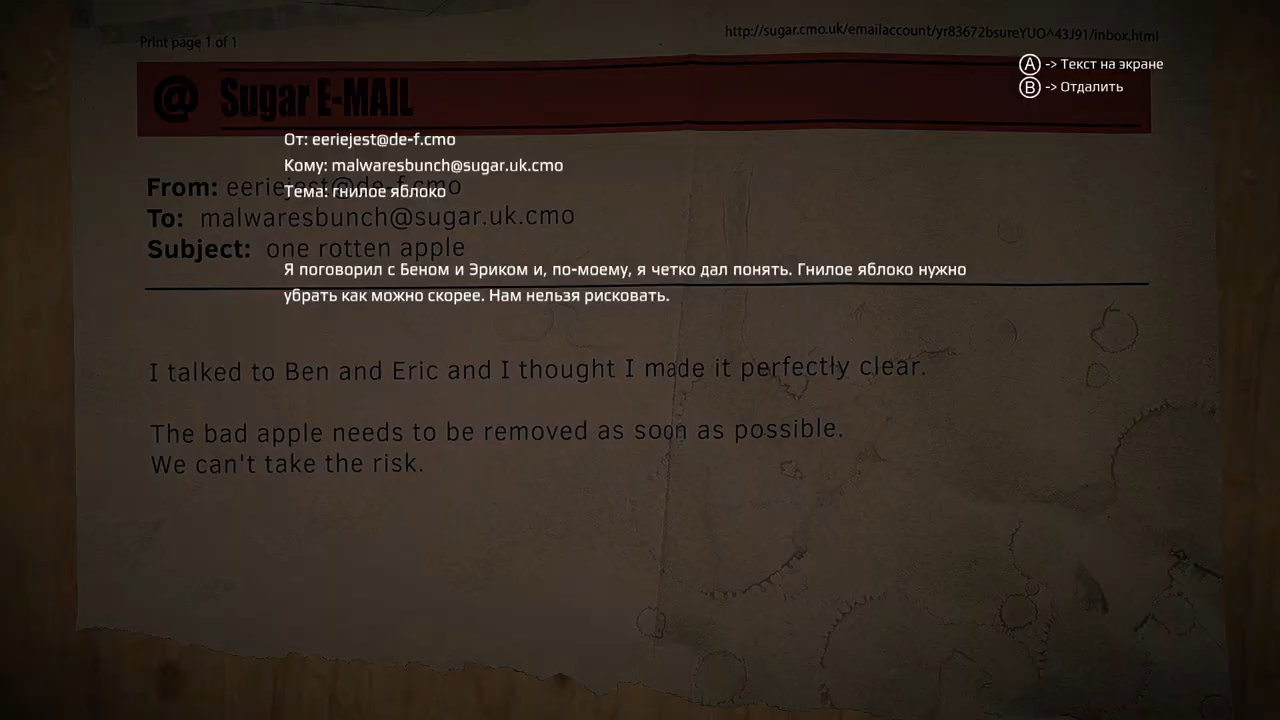 Print page 1 of 1
http://sugar.cmo.uk/emailaccount/yr83672bsureYUO^43J91/inbox.html
A -> Текст на экране
B -> Отдалить
@ Sugar E-MAIL
От: eeriejest@de-f.cmo
Кому: malwaresbunch@sugar.uk.cmo
Тема: гнилое яблоко
From: eeriejest@de-f.cmo
To: malwaresbunch@sugar.uk.cmo
Subject: one rotten apple
Я поговорил с Беном и Эриком и, по-моему, я четко дал понять. Гнилое яблоко нужно
убрать как можно скорее. Нам нельзя рисковать.
I talked to Ben and Eric and I thought I made it perfectly clear.
The bad apple needs to be removed as soon as possible.
We can't take the risk.